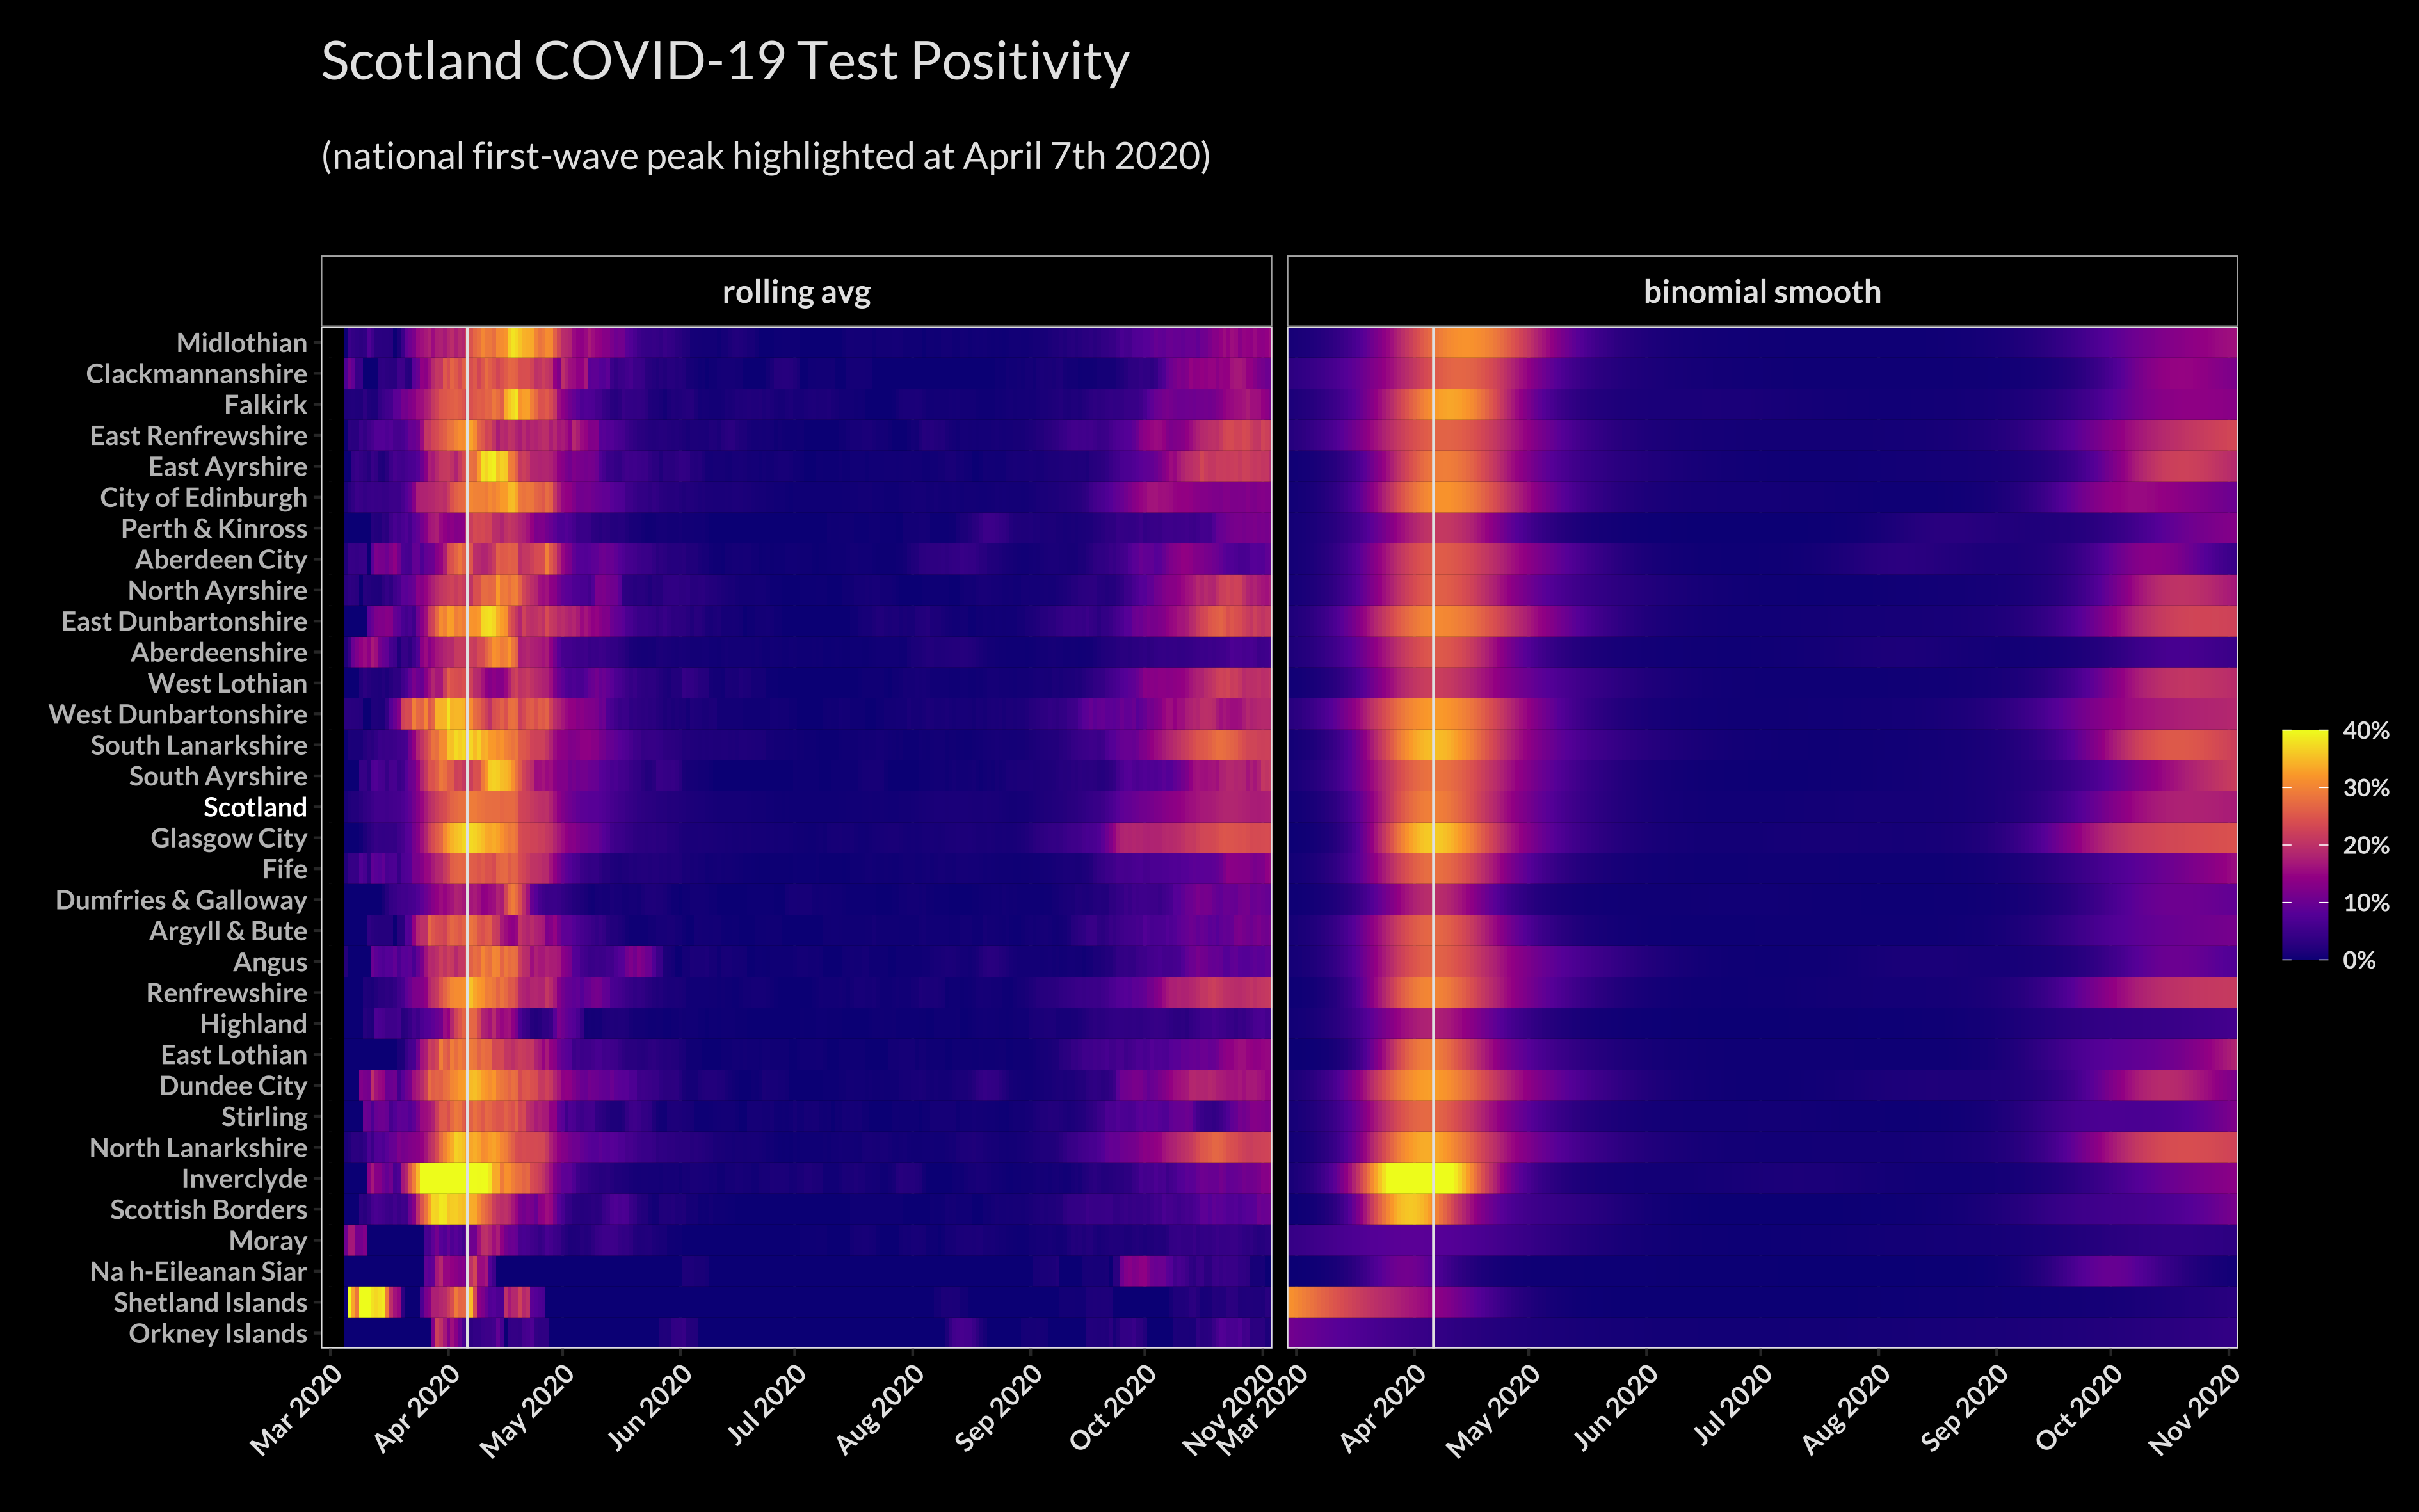 Scotland COVID-19 Test Positivity
(national first-wave peak highlighted at April 7th 2020)
rolling avg
binomial smooth
Midlothian
Clackmannanshire
Falkirk
East Renfrewshire
East Ayrshire
City of Edinburgh
Perth & Kinross
Aberdeen City
North Ayrshire
East Dunbartonshire
Aberdeenshire
West Lothian
West Dunbartonshire
South Lanarkshire
South Ayrshire
Scotland
Glasgow City
Fife
Dumfries & Galloway
Argyll & Bute
Angus
Renfrewshire
Highland
East Lothian
Dundee City
Stirling
North Lanarkshire
Inverclyde
Scottish Borders
Moray
Na h-Eileanan Siar
Shetland Islands
Orkney Islands
Mar 2020
Apr 2020
May 2020
Jun 2020
Jul 2020
Aug 2020
Sep 2020
Oct 2020
Nov 2020
Mar 2020
Apr 2020
May 2020
Jun 2020
Jul 2020
Aug 2020
Sep 2020
Oct 2020
Nov 2020
40%
30%
20%
10%
0%